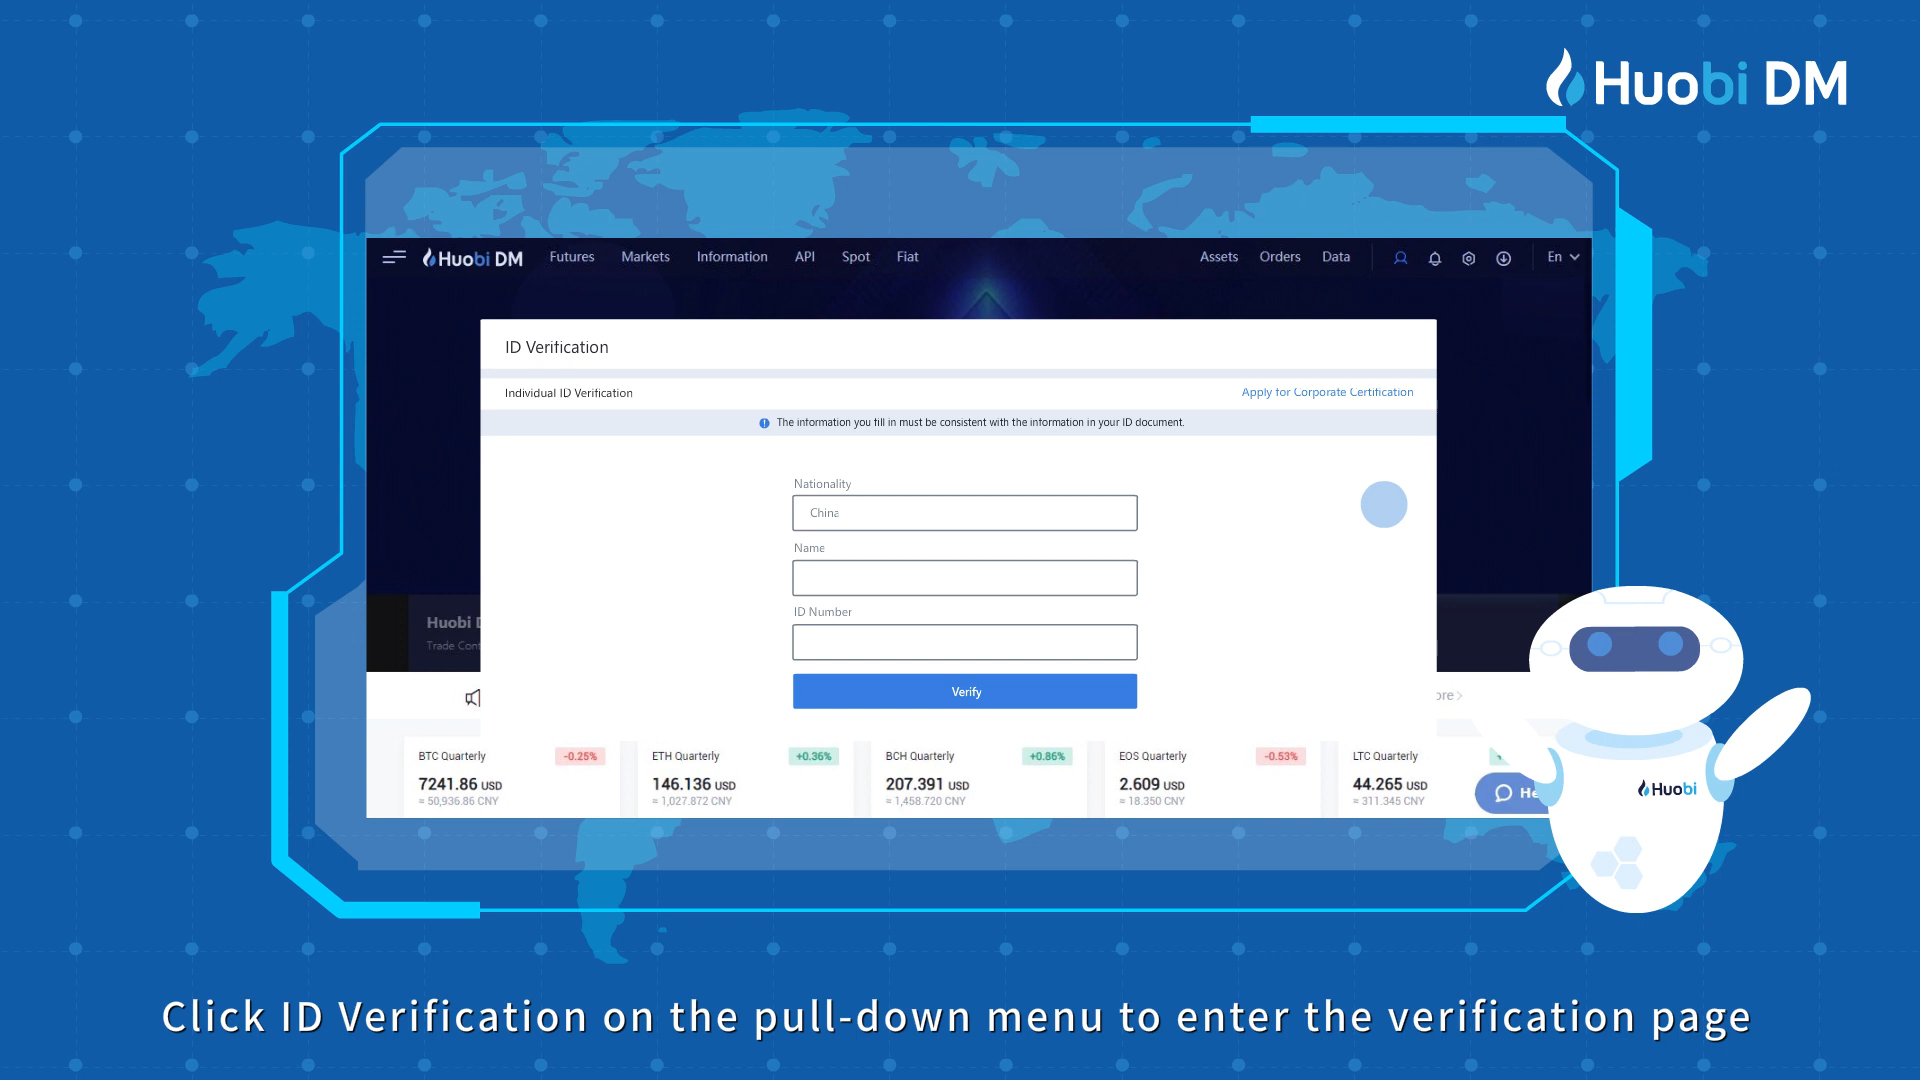 Huobi DM
Huobi DM Futures Markets Information API Spot Fiat Assets Orders Data En
ID Verification
Individual ID Verification Apply for Corporate Certification
The information you fill in must be consistent with the information in your ID document.
Nationality
China
Name
ID Number
Huobi
Trade
Verify
BTC Quarterly -0.25% ETH Quarterly +0.36% BCH Quarterly +0.86% EOS Quarterly -0.53% LTC Quarterly
7241.86 USD 146.136 USD 207.391 USD 2.609 USD 44.265 USD
≈ 50,936.86 CNY ≈ 1,027.872 CNY ≈ 1,458.720 CNY ≈ 18.350 CNY ≈ 311.345 CNY
Huobi
Click ID Verification on the pull-down menu to enter the verification page